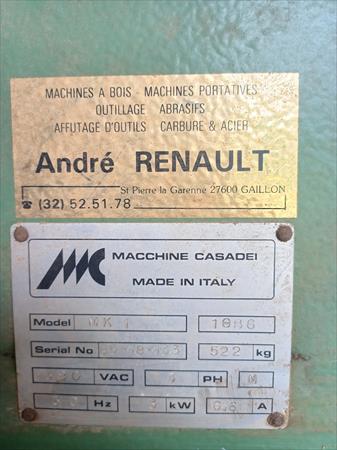 MACHINES A BOIS - MACHINES PORTATIVES
OUTILLAGE ABRASIFS
AFFUTAGE D'OUTILS CARBURE & ACIER
André RENAULT
St Pierre la Garenne 27600 GAILLON
☎ (32) 52.51.78
MC MACCHINE CASADEI
MADE IN ITALY
Model 1986
Serial No 522 kg
VAC PH
Hz kW A